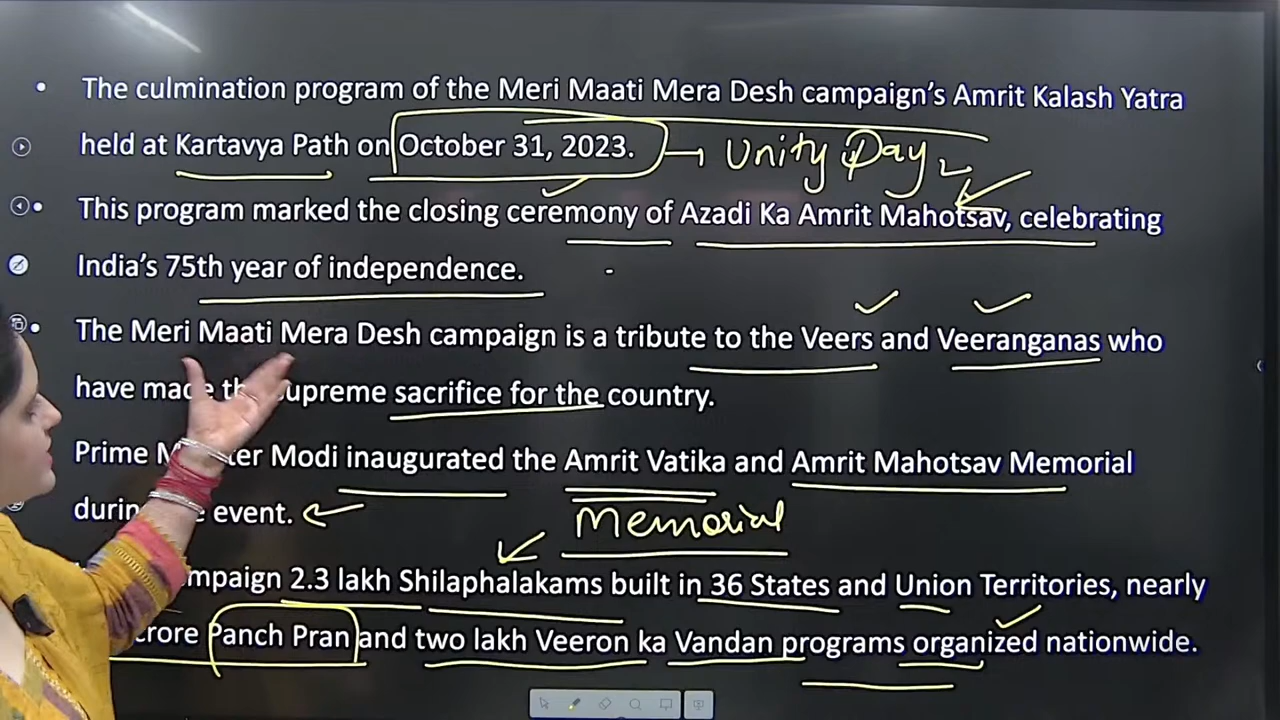 The culmination program of the Meri Maati Mera Desh campaign's Amrit Kalash Yatra
held at Kartavya Path on October 31, 2023. → Unity Day
This program marked the closing ceremony of Azadi Ka Amrit Mahotsav, celebrating
India's 75th year of independence.
The Meri Maati Mera Desh campaign is a tribute to the Veers and Veeranganas who
have made supreme sacrifice for the country.
Prime Modi inaugurated the Amrit Vatika and Amrit Mahotsav Memorial
event.
Memorial
2.3 lakh Shilaphalakams built in 36 States and Union Territories, nearly
crore Panch Pran and two lakh Veeron ka Vandan programs organized nationwide.